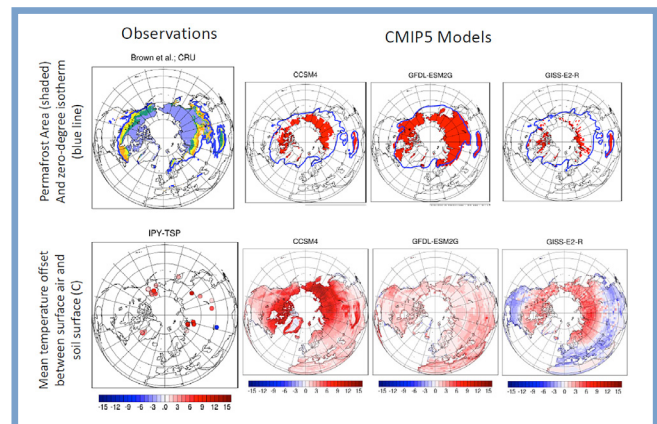 Observations
CMIP5 Models
Permafrost Area (shaded)
And zero-degree isotherm
(blue line)
Brown et al.; CRU
CCSM4
GFDL-ESM2G
GISS-E2-R
Mean temperature offset
between surface air and
soil surface (C)
IPY-TSP
CCSM4
GFDL-ESM2G
GISS-E2-R
-15 -12 -9 -6 -3 0 3 6 9 12 15
-15 -12 -9 -6 -3 0 3 6 9 12 15
-15 -12 -9 -6 -3 0 3 6 9 12 15
-15 -12 -9 -6 -3 0 3 6 9 12 15